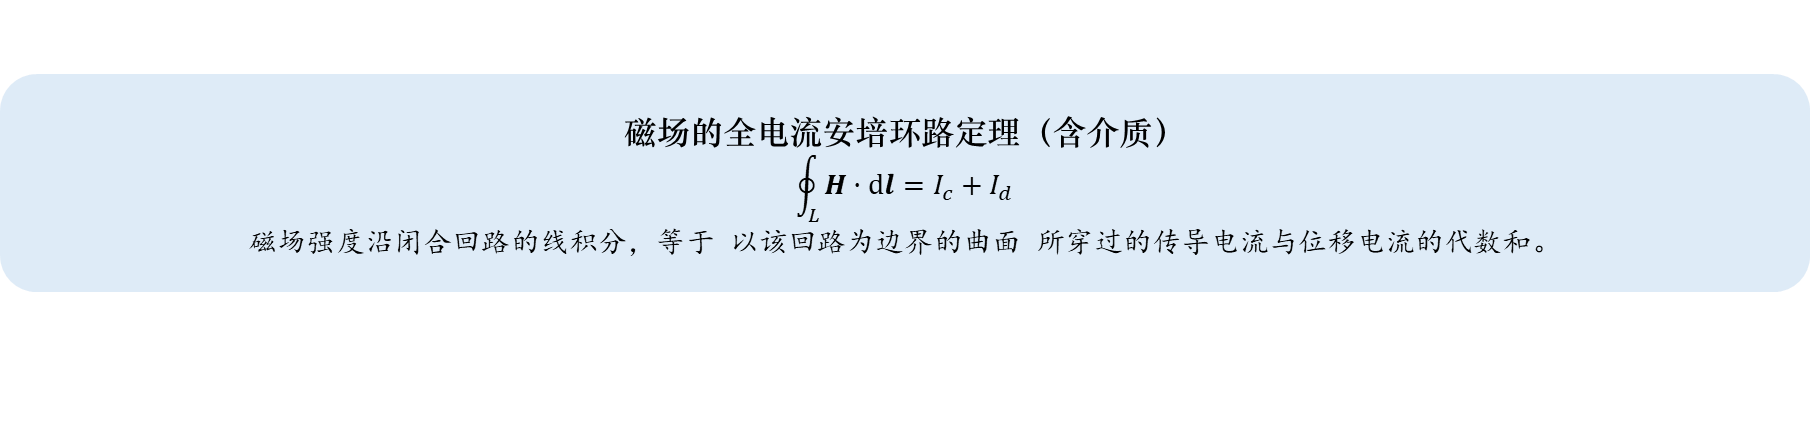 磁场的全电流安培环路定理（含介质）
∮_L H · dl = I_c + I_d
磁场强度沿闭合回路的线积分，等于 以该回路为边界的曲面 所穿过的传导电流与位移电流的代数和。